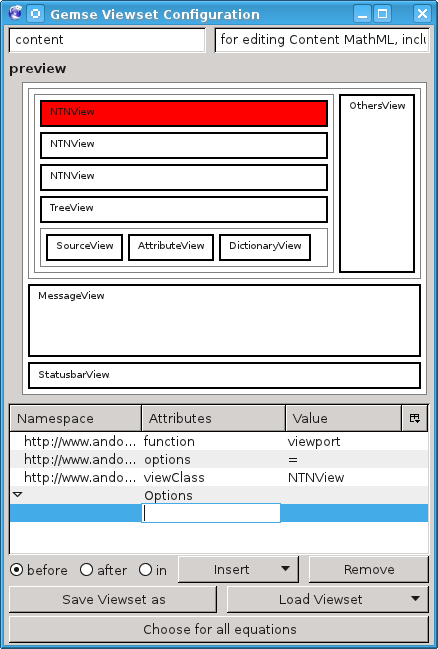 Gemse Viewset Configuration
content
for editing Content MathML, inclu
preview
NTNView
OthersView
NTNView
NTNView
TreeView
SourceView AttributeView DictionaryView
MessageView
StatusbarView
Namespace Attributes Value
http://www.ando... function viewport
http://www.ando... options =
http://www.ando... viewClass NTNView
Options
before after in Insert Remove
Save Viewset as Load Viewset
Choose for all equations